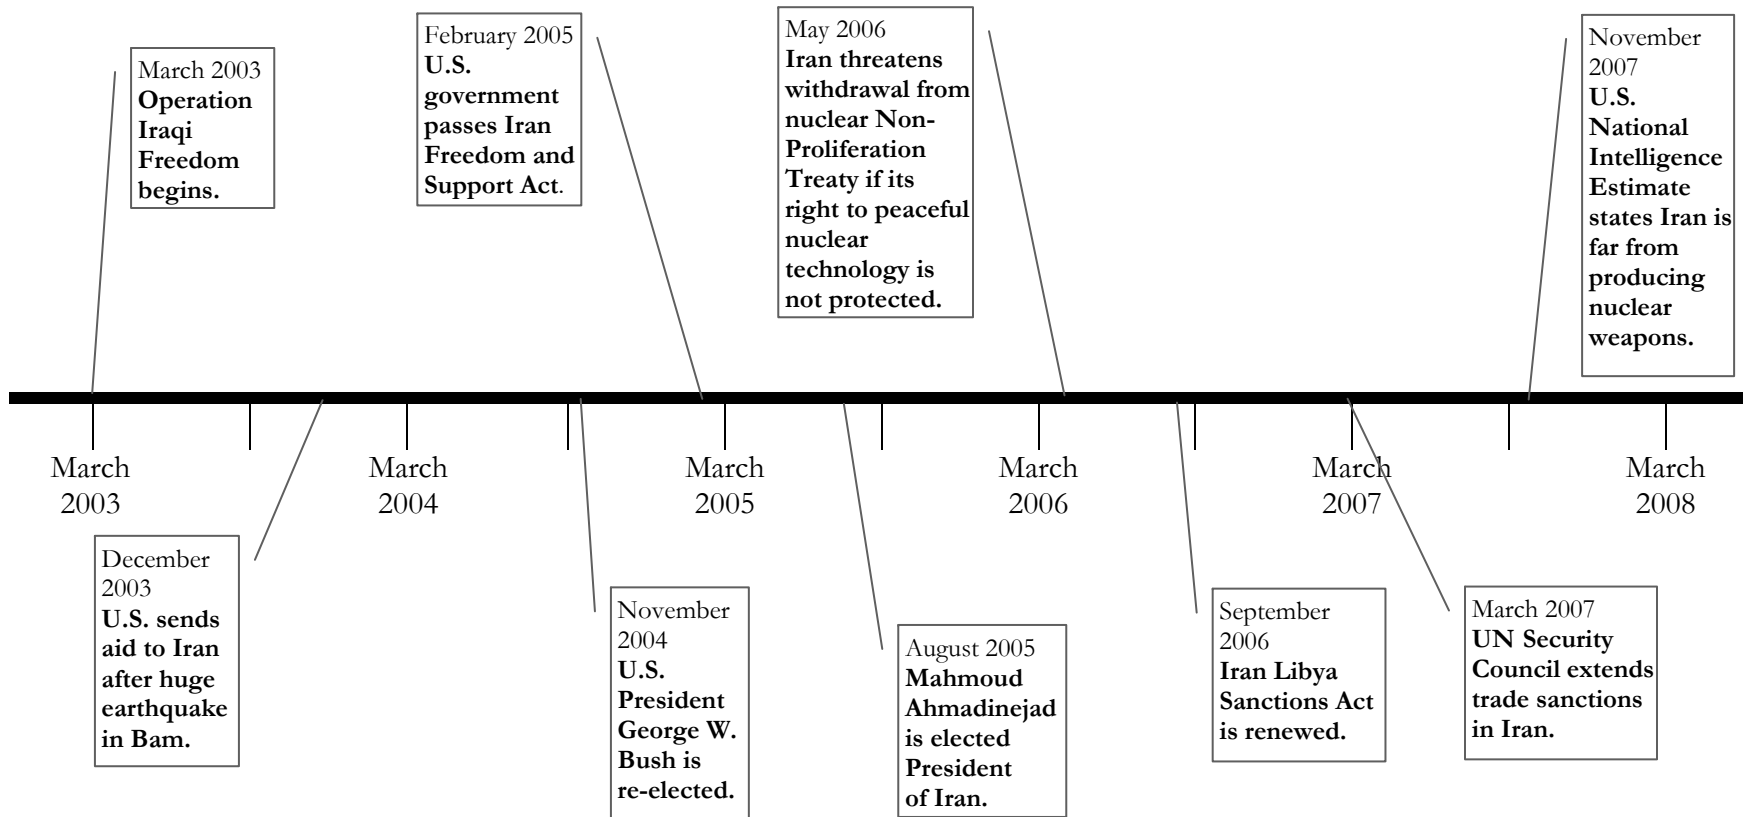 March 2003
Operation
Iraqi
Freedom
begins.
February 2005
U.S.
government
passes Iran
Freedom and
Support Act.
May 2006
Iran threatens
withdrawal from
nuclear Non-
Proliferation
Treaty if its
right to peaceful
nuclear
technology is
not protected.
November
2007
U.S.
National
Intelligence
Estimate
states Iran is
far from
producing
nuclear
weapons.
March
2003
March
2004
March
2005
March
2006
March
2007
March
2008
December
2003
U.S. sends
aid to Iran
after huge
earthquake
in Bam.
November
2004
U.S.
President
George W.
Bush is
re-elected.
August 2005
Mahmoud
Ahmadinejad
is elected
President
of Iran.
September
2006
Iran Libya
Sanctions Act
is renewed.
March 2007
UN Security
Council extends
trade sanctions
in Iran.